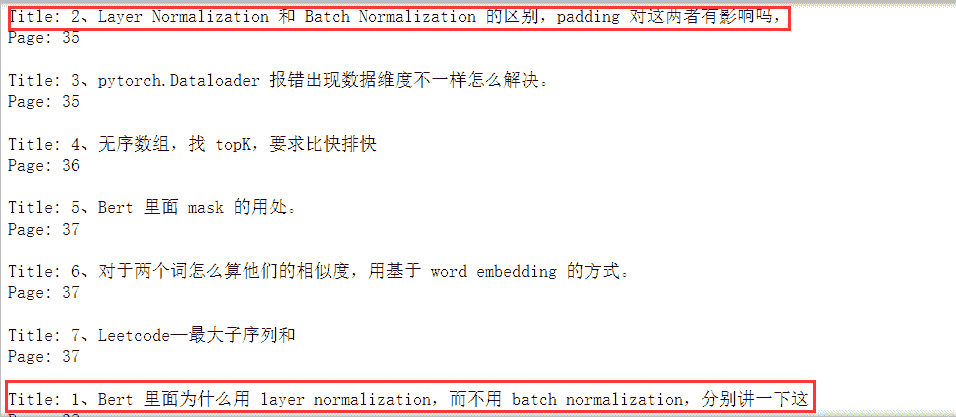 Title: 2、Layer Normalization 和 Batch Normalization 的区别，padding 对这两者有影响吗，
Page: 35
Title: 3、pytorch.Dataloader 报错出现数据维度不一样怎么解决。
Page: 35
Title: 4、无序数组，找 topK，要求比快排快
Page: 36
Title: 5、Bert 里面 mask 的用处。
Page: 37
Title: 6、对于两个词怎么算他们的相似度，用基于 word embedding 的方式。
Page: 37
Title: 7、Leetcode—最大子序列和
Page: 37
Title: 1、Bert 里面为什么用 layer normalization，而不用 batch normalization，分别讲一下这